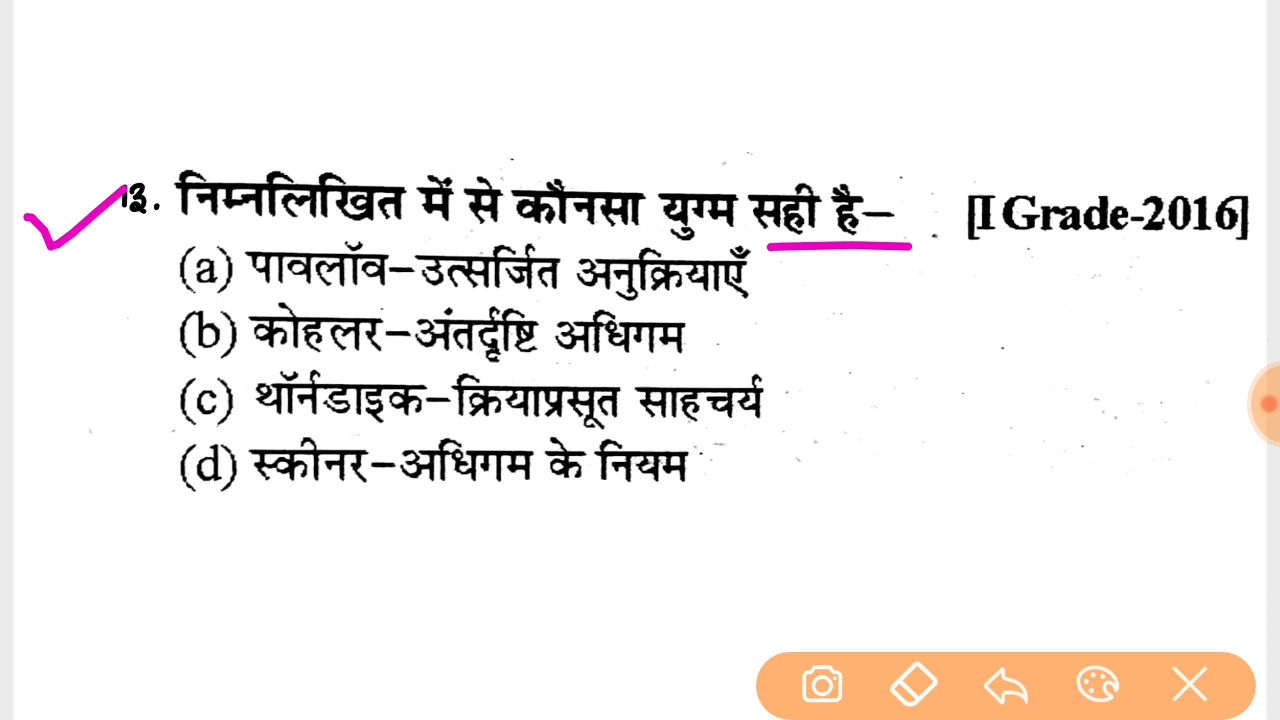 13. निम्नलिखित में से कौनसा युग्म सही है– [I Grade-2016]
(a) पावलॉव–उत्सर्जित अनुक्रियाएँ
(b) कोहलर–अंतर्दृष्टि अधिगम
(c) थॉर्नडाइक–क्रियाप्रसूत साहचर्य
(d) स्कीनर–अधिगम के नियम